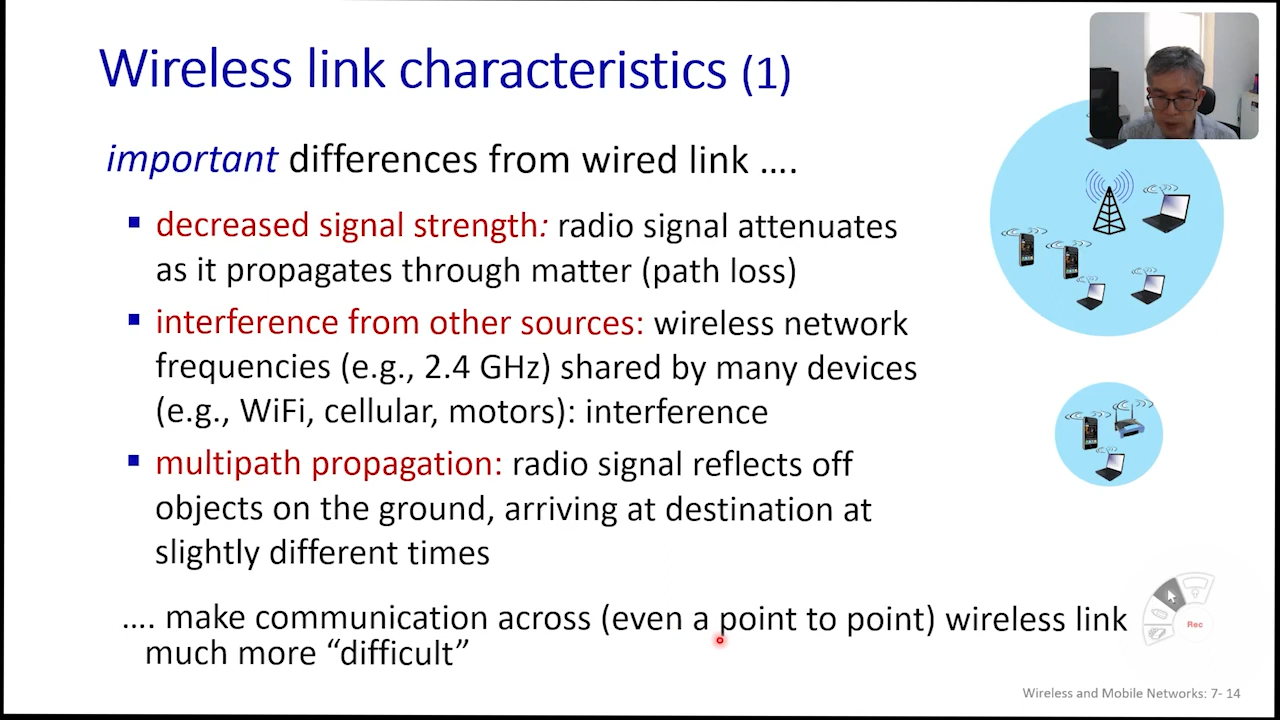 Wireless link characteristics (1)
important differences from wired link ....
decreased signal strength: radio signal attenuates
as it propagates through matter (path loss)
interference from other sources: wireless network
frequencies (e.g., 2.4 GHz) shared by many devices
(e.g., WiFi, cellular, motors): interference
multipath propagation: radio signal reflects off
objects on the ground, arriving at destination at
slightly different times
.... make communication across (even a point to point) wireless link
much more “difficult”
Rec
Wireless and Mobile Networks: 7- 14